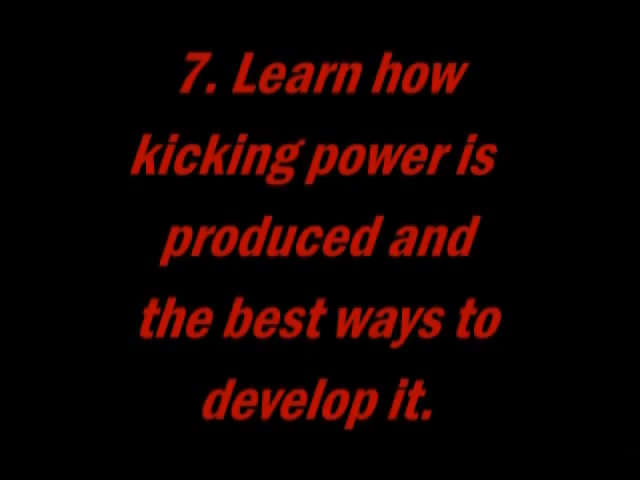 7. Learn how
kicking power is
produced and
the best ways to
develop it.